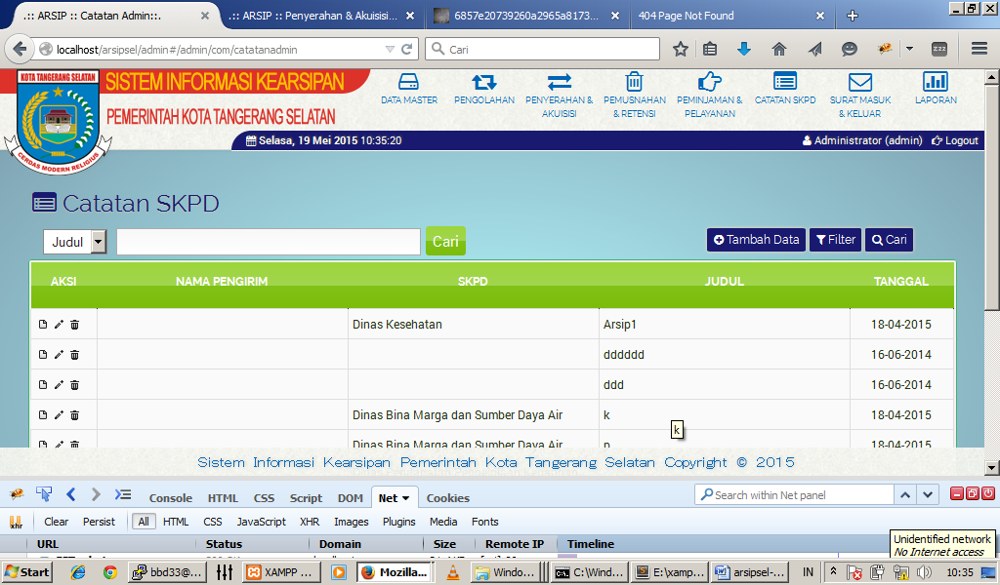 .:: ARSIP :: Catatan Admin::.
.:: ARSIP :: Penyerahan & Akuisisi...
6857e20739260a2965a8173...
404 Page Not Found
localhost/arsipsel/admin#/admin/com/catatanadmin
Cari
KOTA TANGERANG SELATAN
CERDAS MODERN RELIGIUS
SISTEM INFORMASI KEARSIPAN
PEMERINTAH KOTA TANGERANG SELATAN
DATA MASTER
PENGOLAHAN
PENYERAHAN &
AKUISISI
PEMUSNAHAN
& RETENSI
PEMINJAMAN &
PELAYANAN
CATATAN SKPD
SURAT MASUK
& KELUAR
LAPORAN
Selasa, 19 Mei 2015 10:35:20
Administrator (admin) Logout
Catatan SKPD
Judul Cari
Tambah Data Filter Cari
AKSI NAMA PENGIRIM SKPD JUDUL TANGGAL
Dinas Kesehatan Arsip1 18-04-2015
dddddd 16-06-2014
ddd 16-06-2014
Dinas Bina Marga dan Sumber Daya Air k 18-04-2015
k
Dinas Bina Marga dan Sumber Daya Air p 18-04-2015
Sistem Informasi Kearsipan Pemerintah Kota Tangerang Selatan Copyright © 2015
Console HTML CSS Script DOM Net Cookies
Search within Net panel
Clear Persist All HTML CSS JavaScript XHR Images Plugins Media Fonts
URL Status Domain Size Remote IP Timeline
Unidentified network
No Internet access
Start
bbd33@...
XAMPP ...
Mozilla...
Windo...
C:\Wind...
E:\xamp...
arsipsel-...
IN
10:35